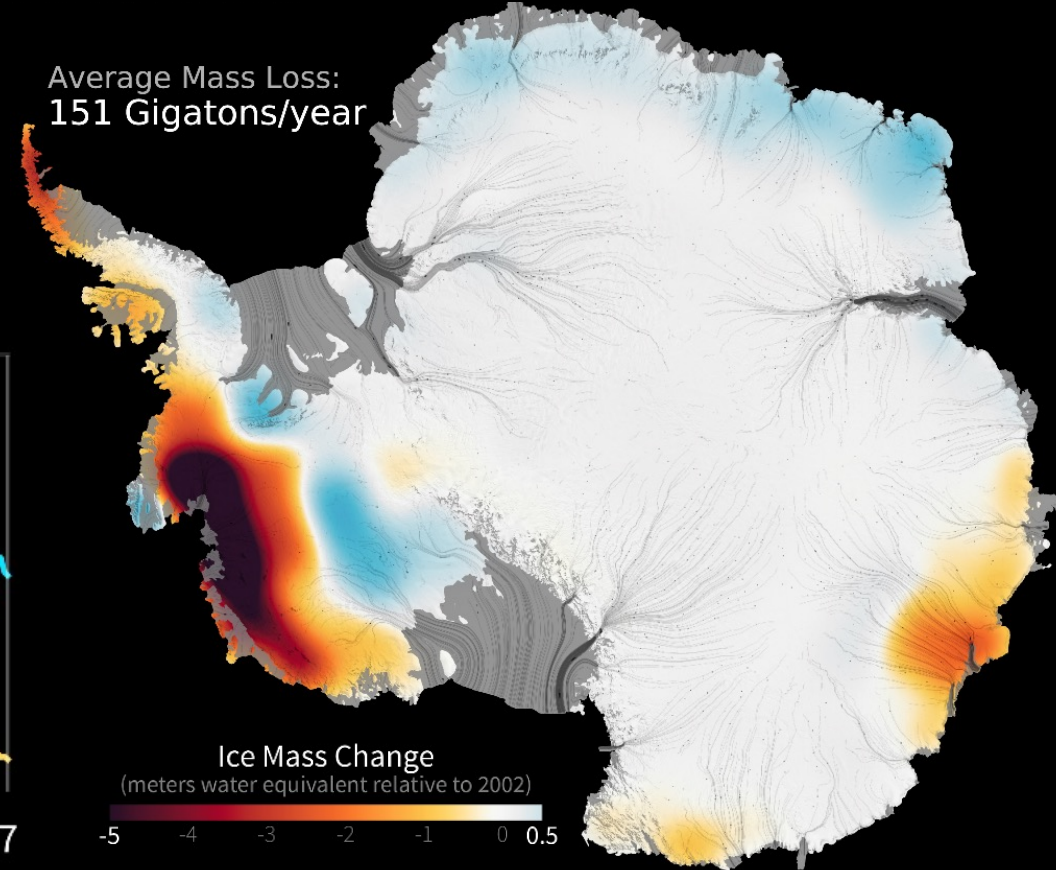 Average Mass Loss:
151 Gigatons/year
Ice Mass Change
(meters water equivalent relative to 2002)
-5 -4 -3 -2 -1 0 0.5
7